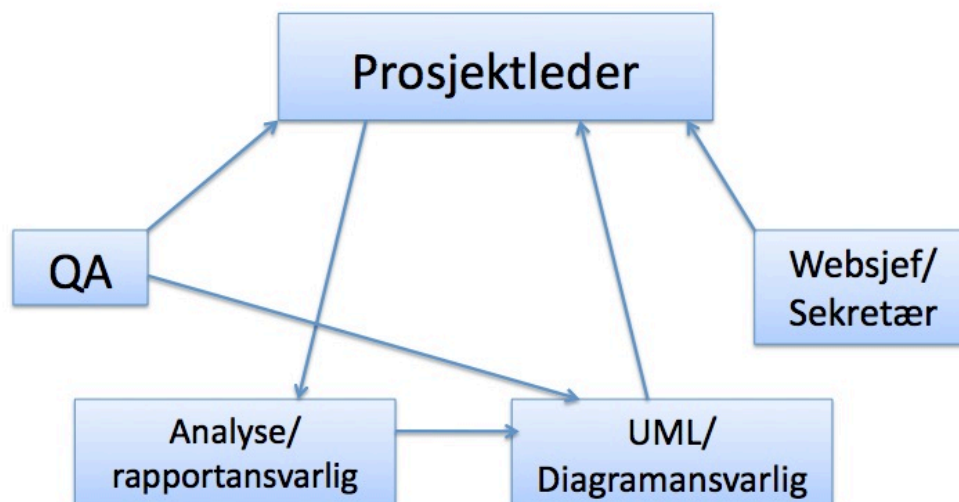 Prosjektleder
QA
Websjef/
Sekretær
Analyse/
rapportansvarlig
UML/
Diagramansvarlig